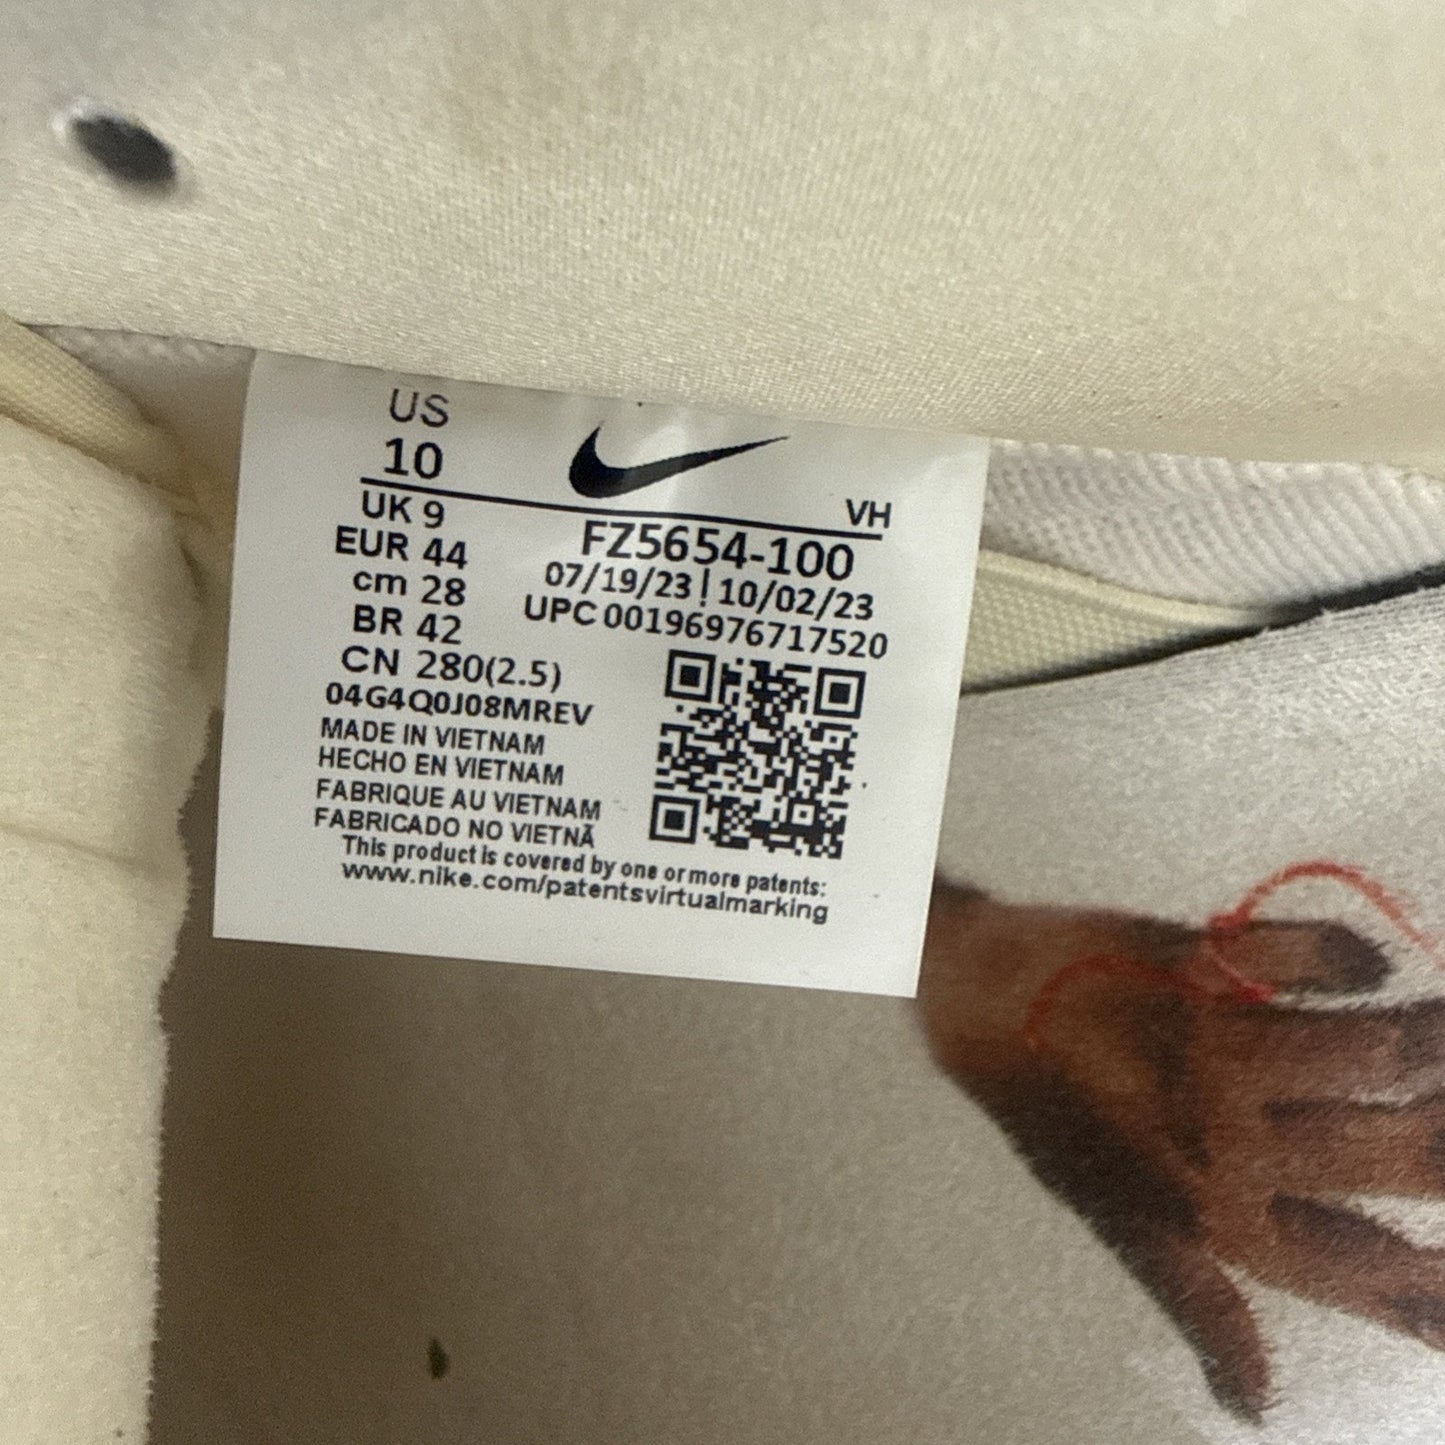 US
10
VH
UK 9
FZ5654-100
EUR 44
07/19/23 | 10/02/23
cm 28
UPC 00196976717520
BR 42
CN 280(2.5)
04G4Q0J08MREV
MADE IN VIETNAM
HECHO EN VIETNAM
FABRIQUE AU VIETNAM
FABRICADO NO VIETNÃ
This product is covered by one or more patents:
www.nike.com/patentsvirtualmarking